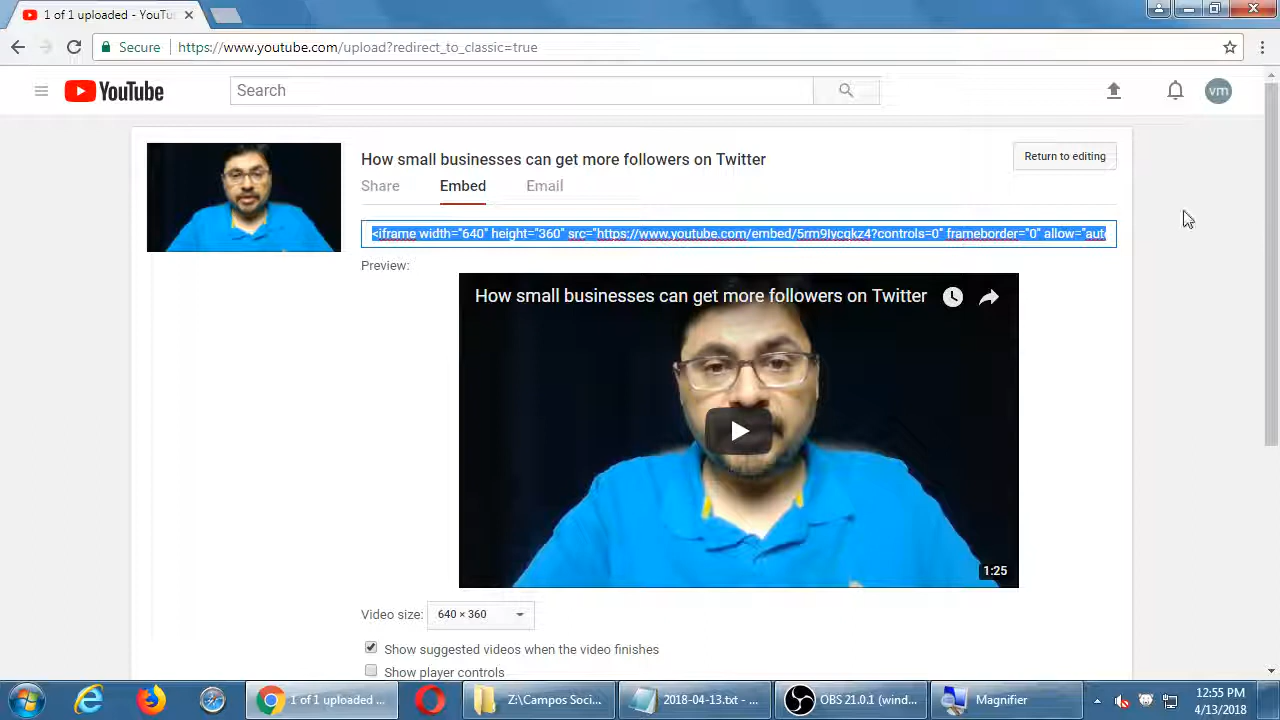 1 of 1 uploaded - YouTu
Secure https://www.youtube.com/upload?redirect_to_classic=true
YouTube
Search
vm
How small businesses can get more followers on Twitter
Return to editing
Share Embed Email
<iframe width="640" height="360" src="https://www.youtube.com/embed/5rm9Iycqkz4?controls=0" frameborder="0" allow="aut
Preview:
How small businesses can get more followers on Twitter
1:25
Video size: 640 × 360
Show suggested videos when the video finishes
Show player controls
1 of 1 uploaded ...
Z:\Campos Soci...
2018-04-13.txt - ...
OBS 21.0.1 (wind...
Magnifier
12:55 PM
4/13/2018